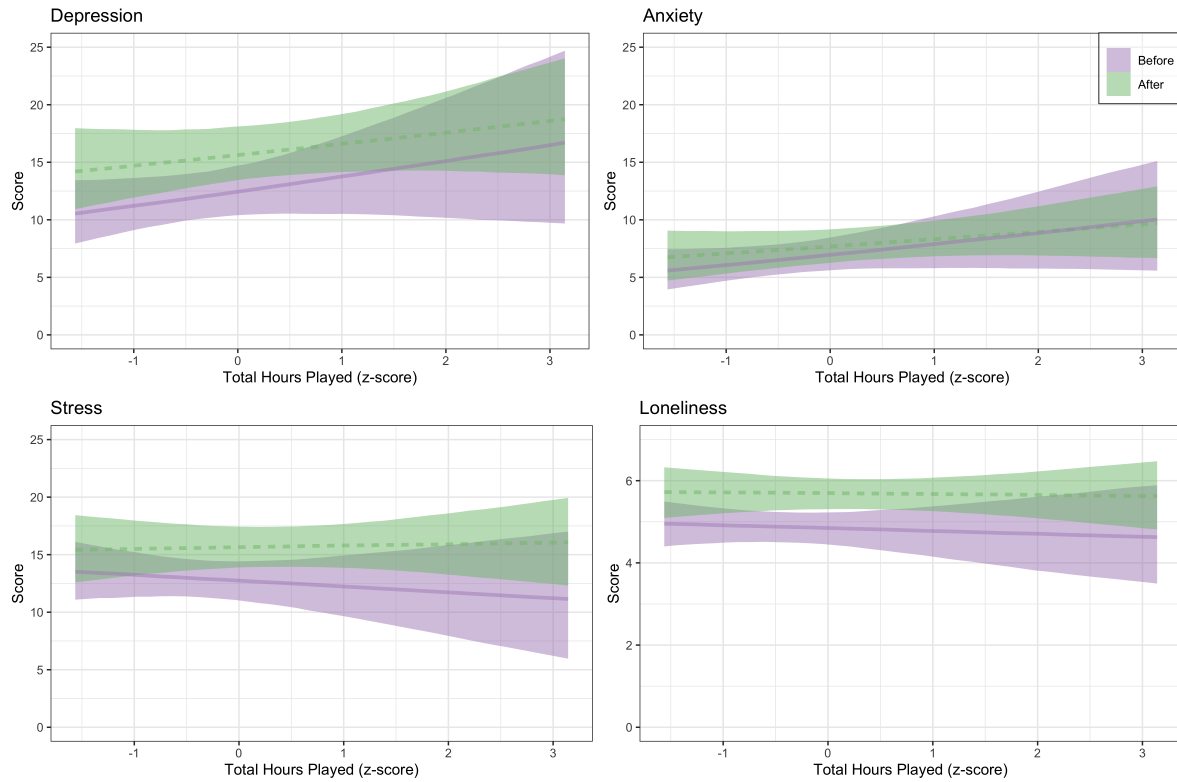 Depression
25
20
15
10
5
0
Score
-1 0 1 2 3
Total Hours Played (z-score)
Anxiety
25
20
15
10
5
0
Score
Before
After
-1 0 1 2 3
Total Hours Played (z-score)
Stress
25
20
15
10
5
0
Score
-1 0 1 2 3
Total Hours Played (z-score)
Loneliness
6
4
2
0
Score
-1 0 1 2 3
Total Hours Played (z-score)